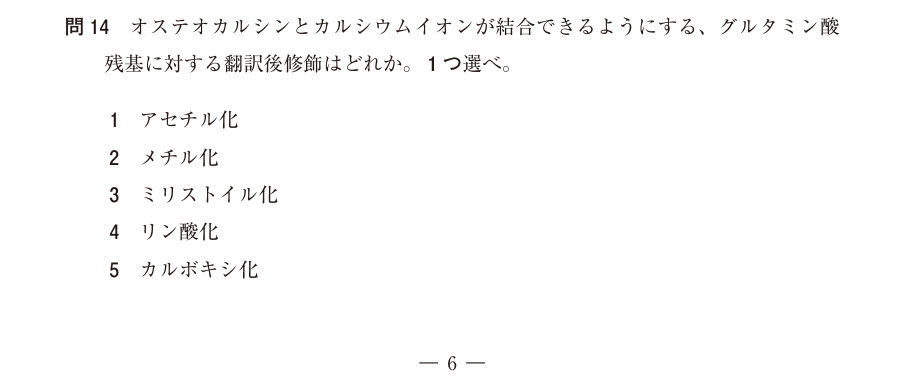 問 14 オステオカルシンとカルシウムイオンが結合できるようにする、グルタミン酸
残基に対する翻訳後修飾はどれか。1つ選べ。
1 アセチル化
2 メチル化
3 ミリストイル化
4 リン酸化
5 カルボキシ化
— 6 —